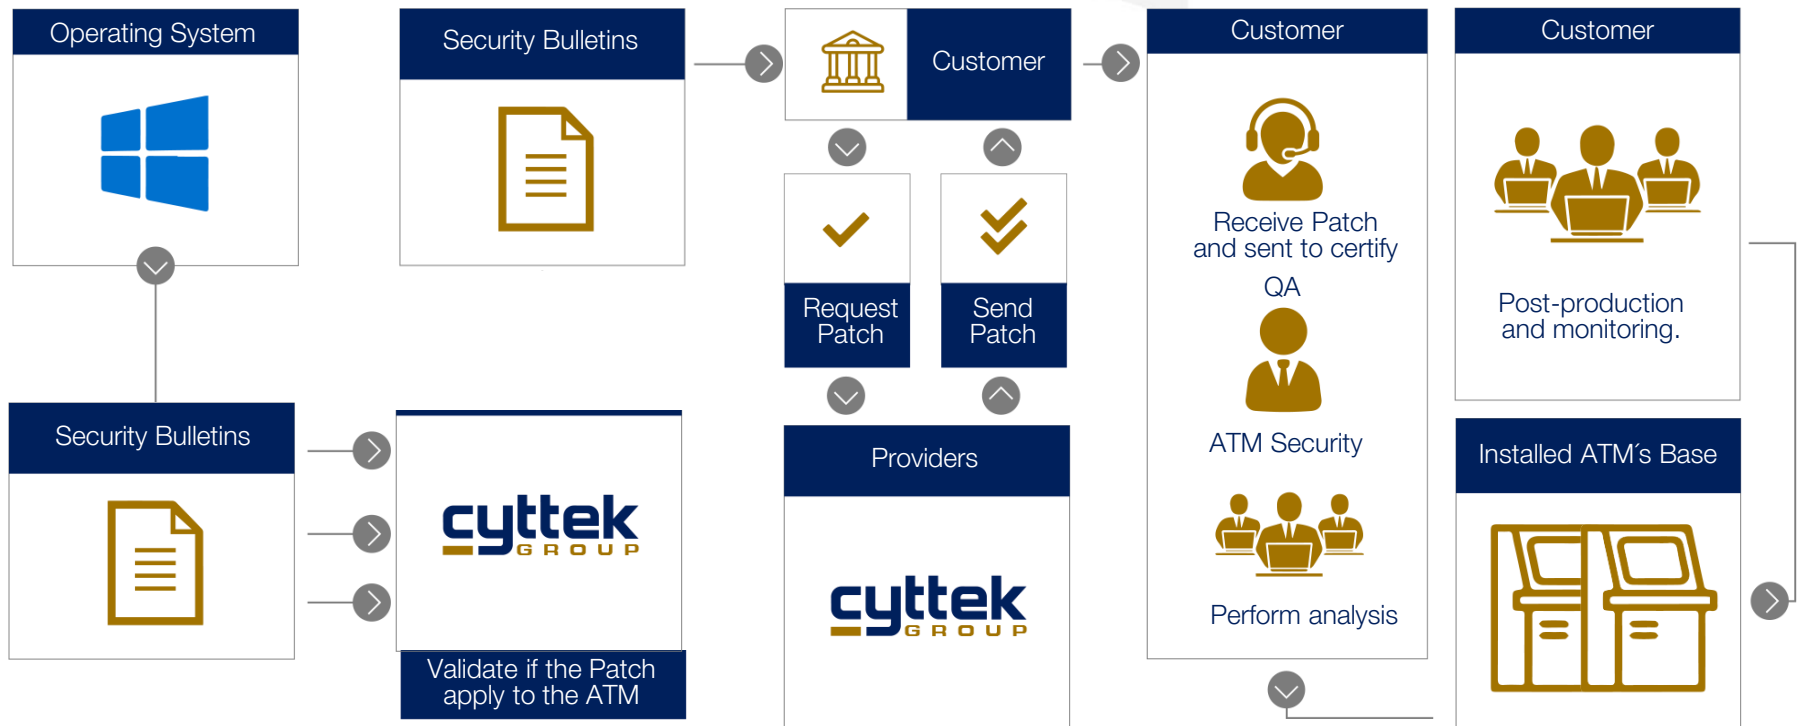 Operating System
Security Bulletins
cyttek
GROUP
Validate if the Patch
apply to the ATM
Security Bulletins
Customer
Request
Patch
Send
Patch
Providers
cyttek
GROUP
Customer
Receive Patch
and sent to certify
QA
ATM Security
Perform analysis
Customer
Post-production
and monitoring.
Installed ATM´s Base